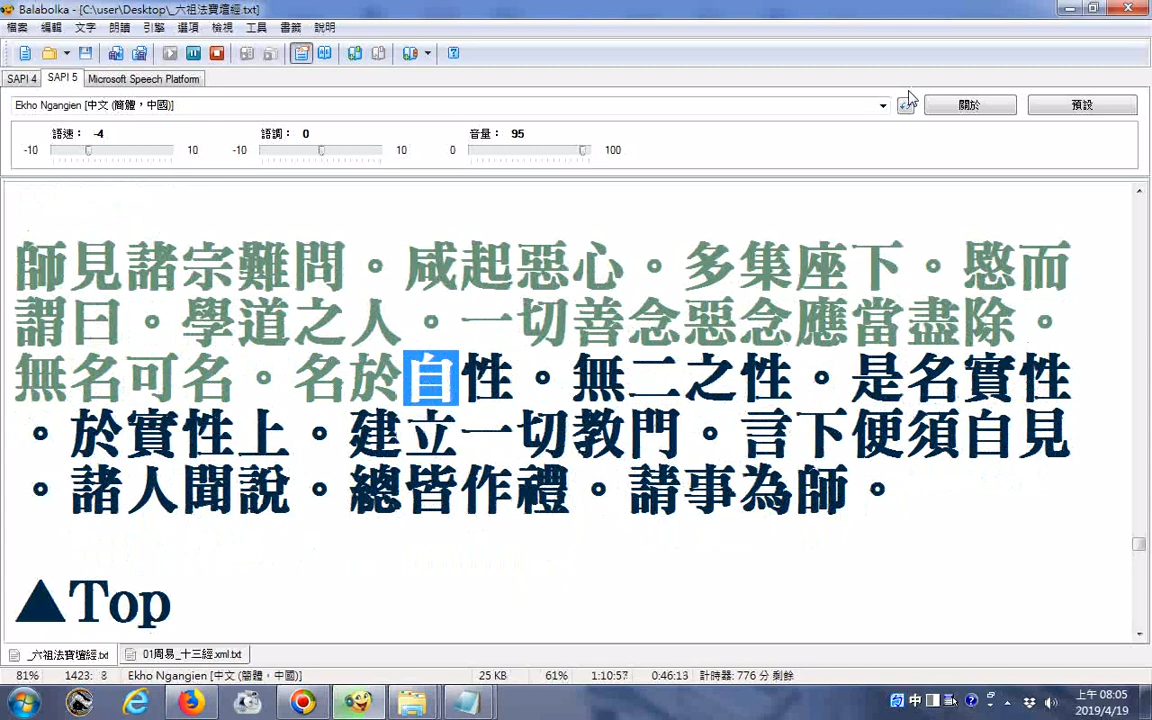 Balabolka - [C:\user\Desktop\_六祖法寶壇經.txt]
檔案 編輯 文字 朗讀 引擎 選項 檢視 工具 書籤 說明
SAPI 4 SAPI 5 Microsoft Speech Platform
Ekho Ngangien [中文 (簡體，中國)] 關於 預設
語速： -4 語調： 0 音量： 95
-10 10 -10 10 0 100
師見諸宗難問。咸起惡心。多集座下。愍而
謂曰。學道之人。一切善念惡念應當盡除。
無名可名。名於自性。無二之性。是名實性
。於實性上。建立一切教門。言下便須自見
。諸人聞說。總皆作禮。請事為師。
▲Top
_六祖法寶壇經.txt 01周易_十三經.xml.txt
81% 1423: 8 Ekho Ngangien [中文 (簡體，中國)] 25 KB 61% 1:10:57 0:46:13 計時器: 776 分 剩餘
中 上午 08:05
2019/4/19